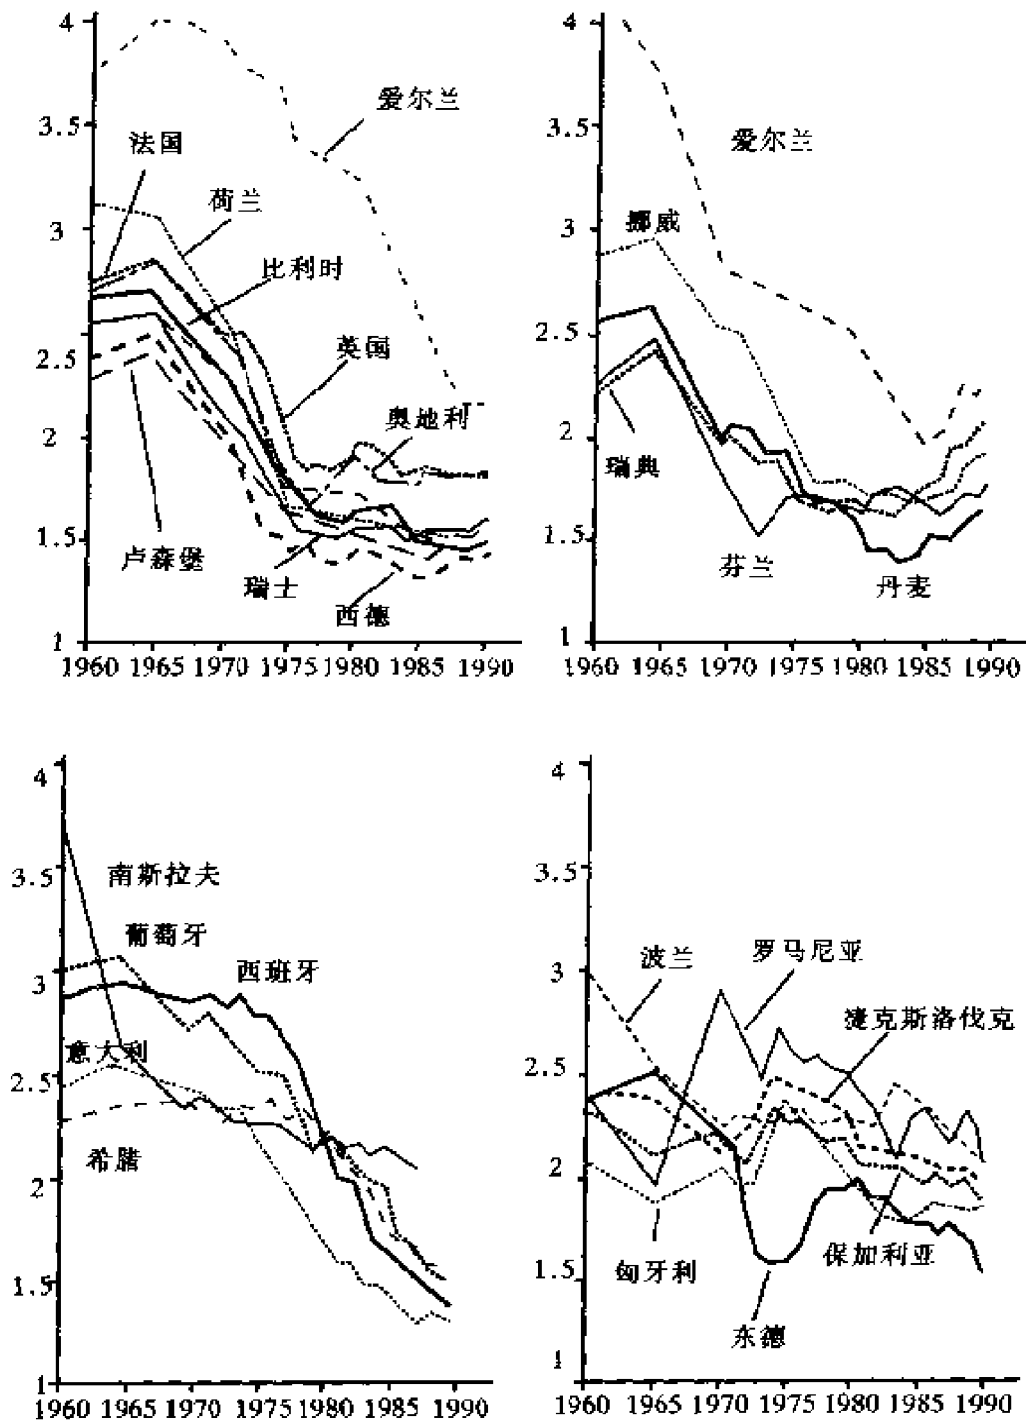 4
3.5
3
2.5
2
1.5
1
1960 1965 1970 1975 1980 1985 1990
法国
荷兰
爱尔兰
比利时
英国
奥地利
卢森堡
瑞士
西德
4
3.5
3
2.5
2
1.5
1
1960 1965 1970 1975 1980 1985 1990
爱尔兰
挪威
瑞典
芬兰
丹麦
4
3.5
3
2.5
2
1.5
1
1960 1965 1970 1975 1980 1985 1990
南斯拉夫
葡萄牙
西班牙
意大利
希腊
4
3.5
3
2.5
2
1.5
1
1960 1965 1970 1975 1980 1985 1990
波兰
罗马尼亚
捷克斯洛伐克
匈牙利
保加利亚
东德